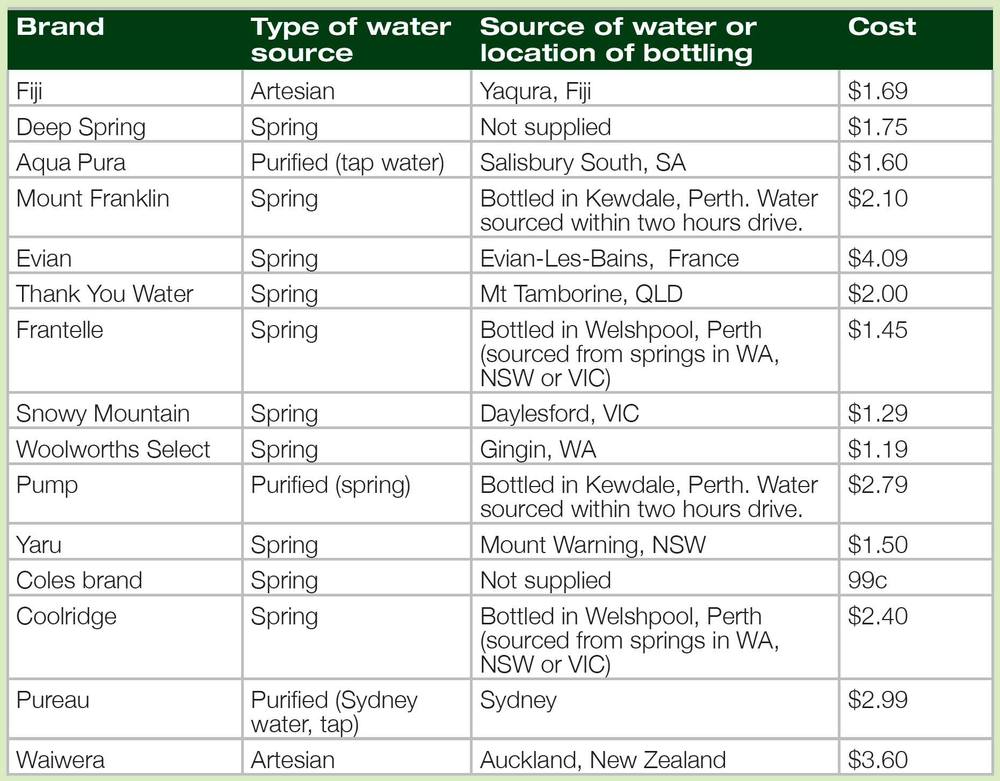 Brand Type of water source Source of water or location of bottling Cost
Fiji Artesian Yaqura, Fiji $1.69
Deep Spring Spring Not supplied $1.75
Aqua Pura Purified (tap water) Salisbury South, SA $1.60
Mount Franklin Spring Bottled in Kewdale, Perth. Water $2.10
sourced within two hours drive.
Evian Spring Evian-Les-Bains, France $4.09
Thank You Water Spring Mt Tamborine, QLD $2.00
Frantelle Spring Bottled in Welshpool, Perth $1.45
(sourced from springs in WA,
NSW or VIC)
Snowy Mountain Spring Daylesford, VIC $1.29
Woolworths Select Spring Gingin, WA $1.19
Pump Purified (spring) Bottled in Kewdale, Perth. Water $2.79
sourced within two hours drive.
Yaru Spring Mount Warning, NSW $1.50
Coles brand Spring Not supplied 99c
Coolridge Spring Bottled in Welshpool, Perth $2.40
(sourced from springs in WA,
NSW or VIC)
Pureau Purified (Sydney Sydney $2.99
water, tap)
Waiwera Artesian Auckland, New Zealand $3.60